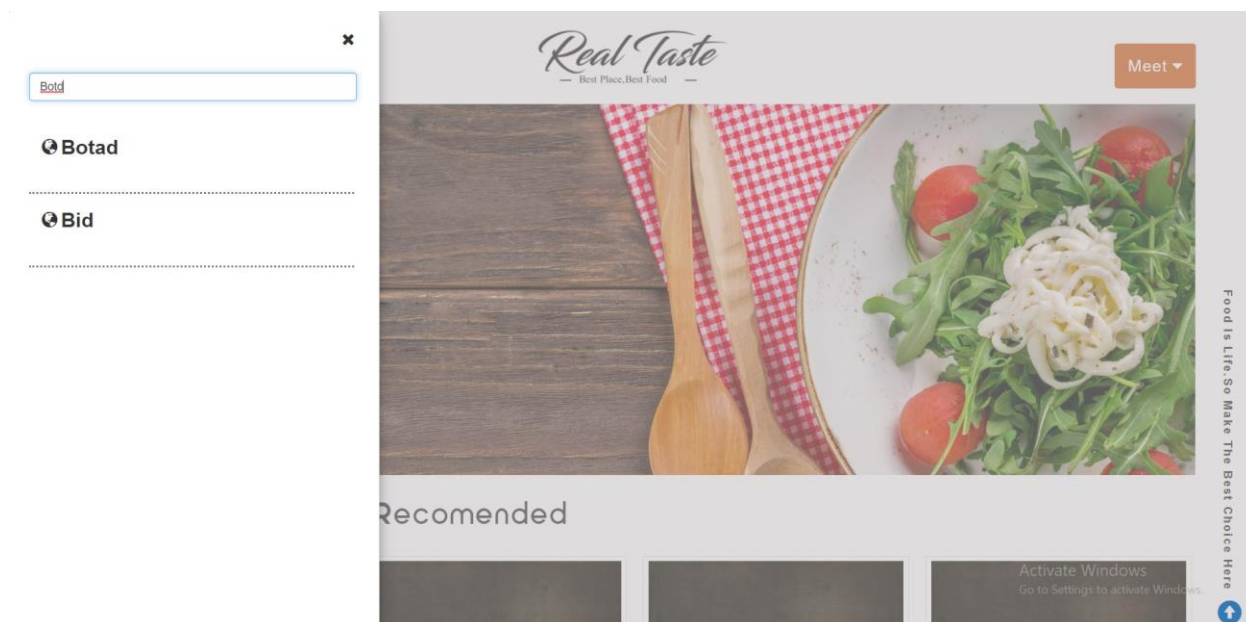 Botd
Botad
Bid
Real Taste
Best Place,Best Food
Meet
Recomended
Food Is Life.So Make The Best Choice Here
Activate Windows
Go to Settings to activate Windows.